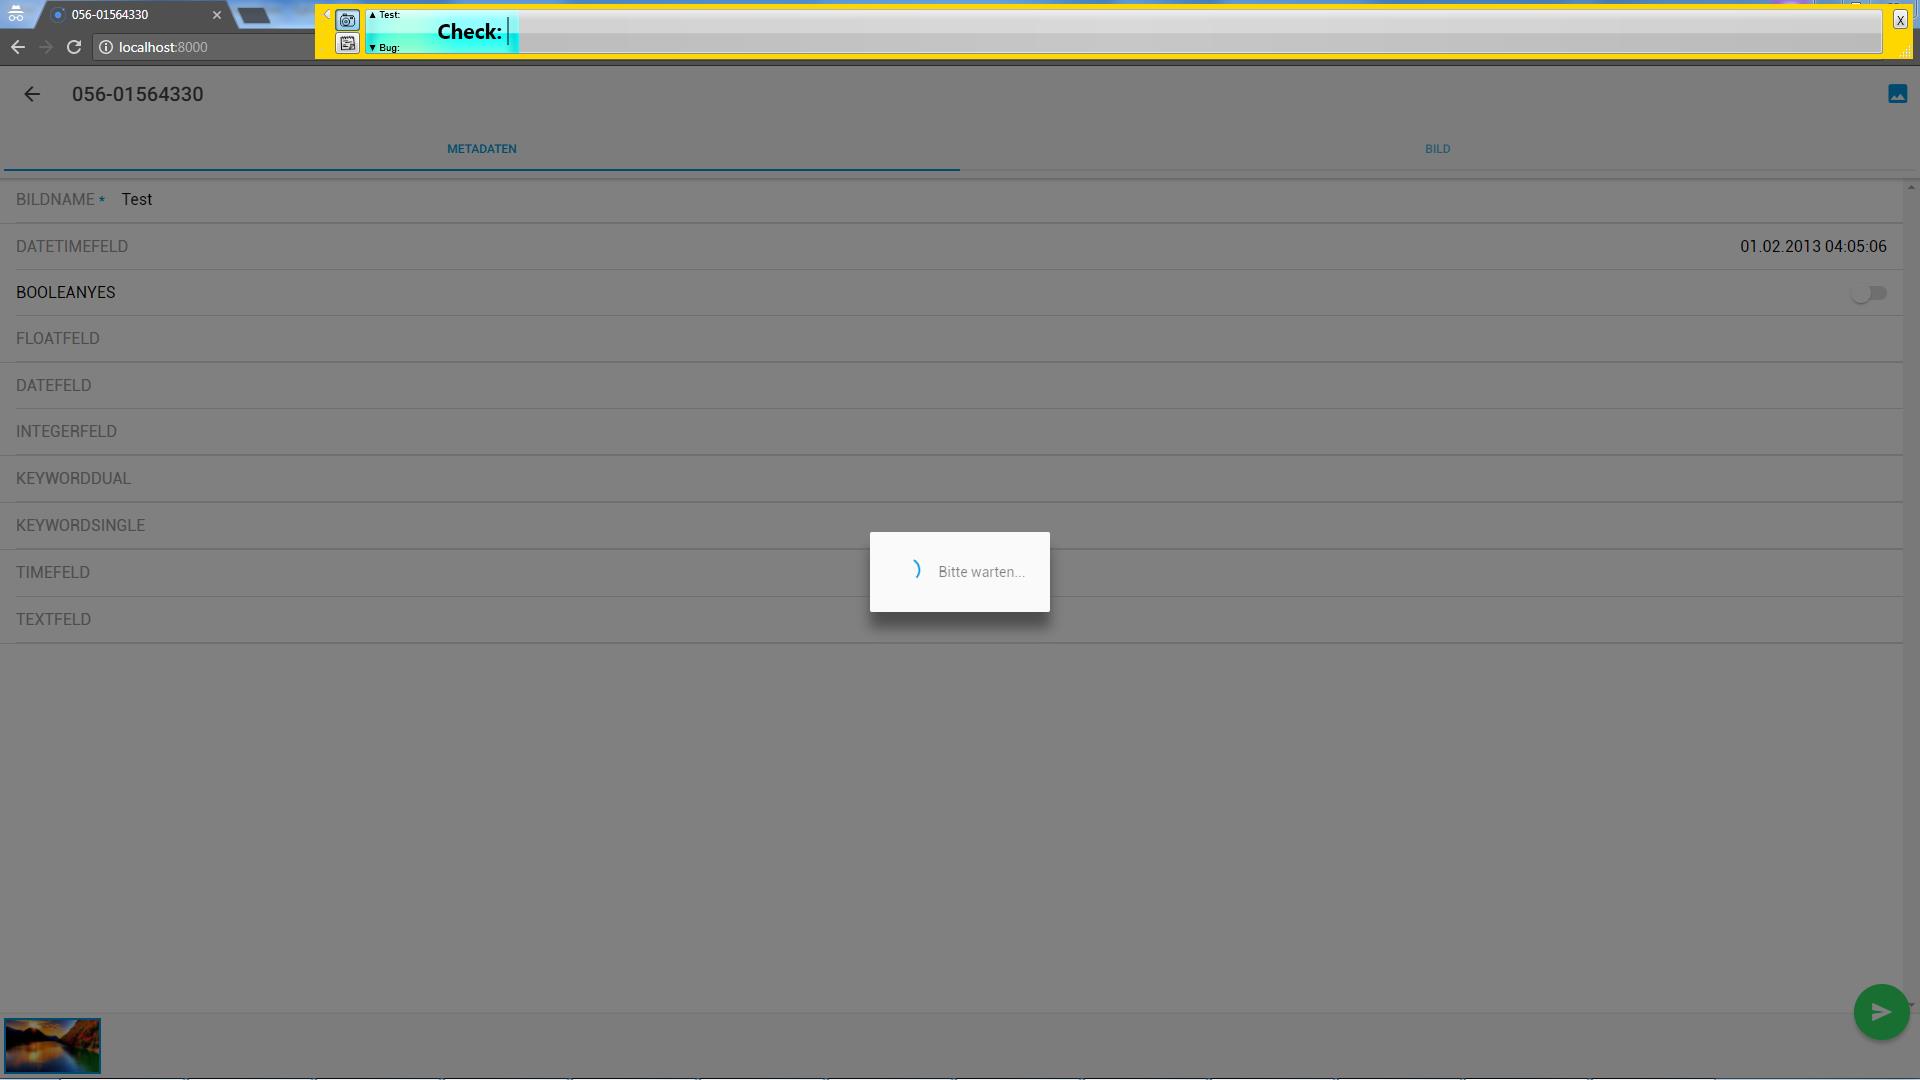 056-01564330
localhost:8000
▲ Test:
Check:
▼ Bug:
X
056-01564330
METADATEN
BILD
BILDNAME * Test
DATETIMEFELD 01.02.2013 04:05:06
BOOLEANYES
FLOATFELD
DATEFELD
INTEGERFELD
KEYWORDDUAL
KEYWORDSINGLE
TIMEFELD
TEXTFELD
Bitte warten...